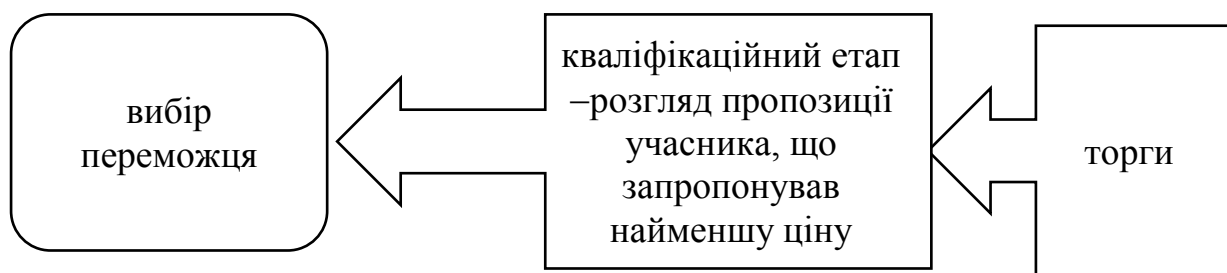 вибір
переможця
кваліфікаційний етап
–розгляд пропозиції
учасника, що
запропонував
найменшу ціну
торги